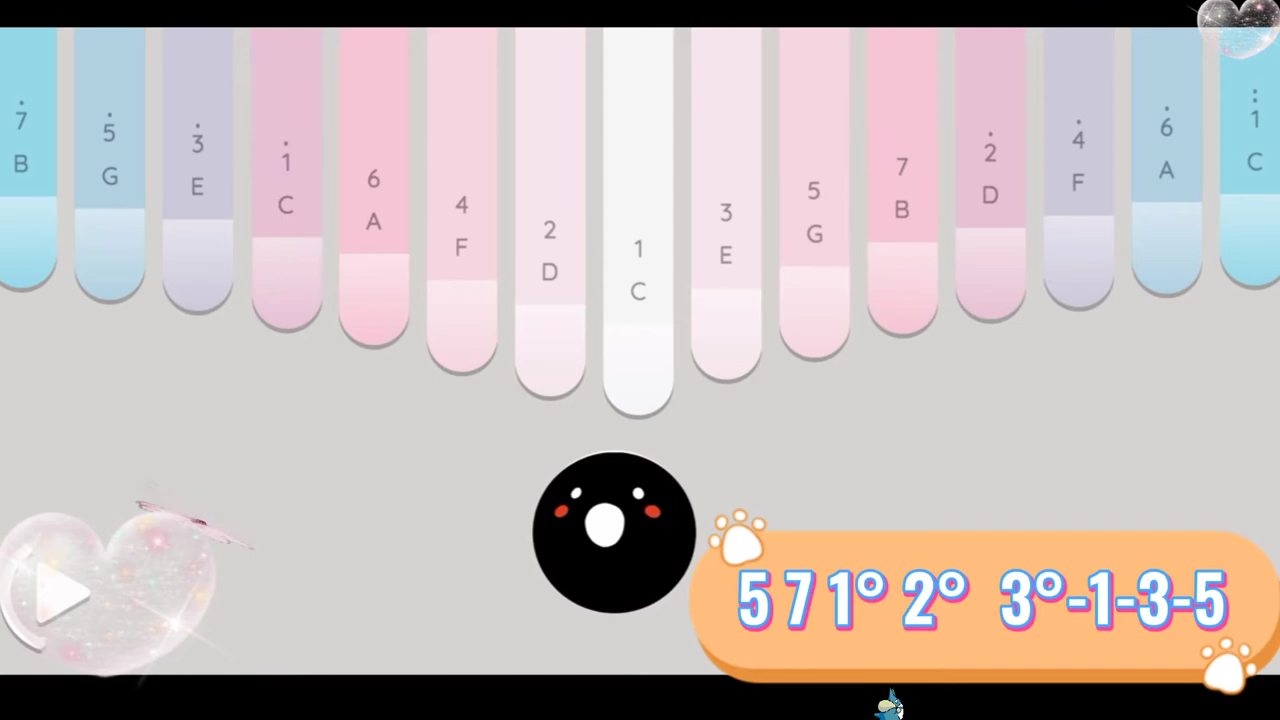 7̇ 5̇ 3̇ 1̇ 6 4 2 1 3 5 7 2̇ 4̇ 6̇ 1̈
B G E C A F D C E G B D F A C
5 7 1° 2° 3°-1-3-5